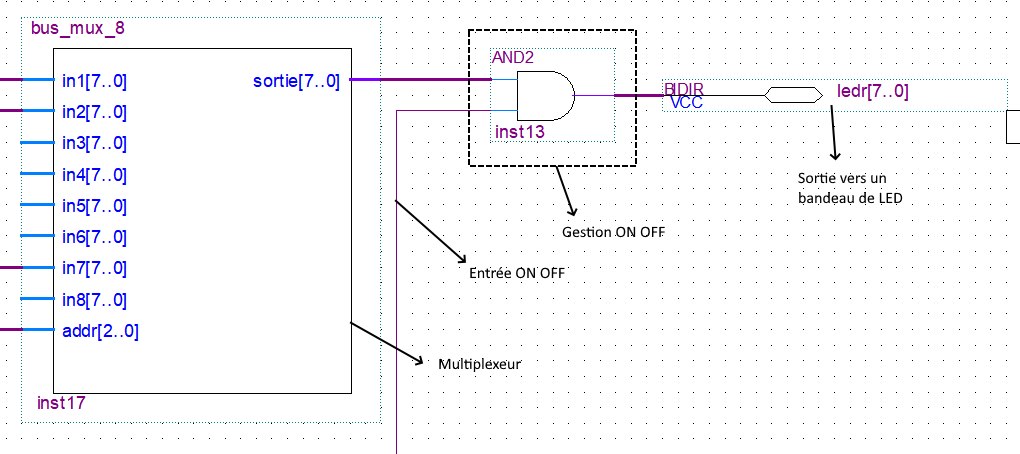 bus_mux_8
in1[7..0]
sortie[7..0]
in2[7..0]
in3[7..0]
in4[7..0]
in5[7..0]
in6[7..0]
in7[7..0]
in8[7..0]
addr[2..0]
inst17
AND2
inst13
BIDIR
VCC
ledr[7..0]
Sortie vers un
bandeau de LED
Gestion ON OFF
Entrée ON OFF
Multiplexeur